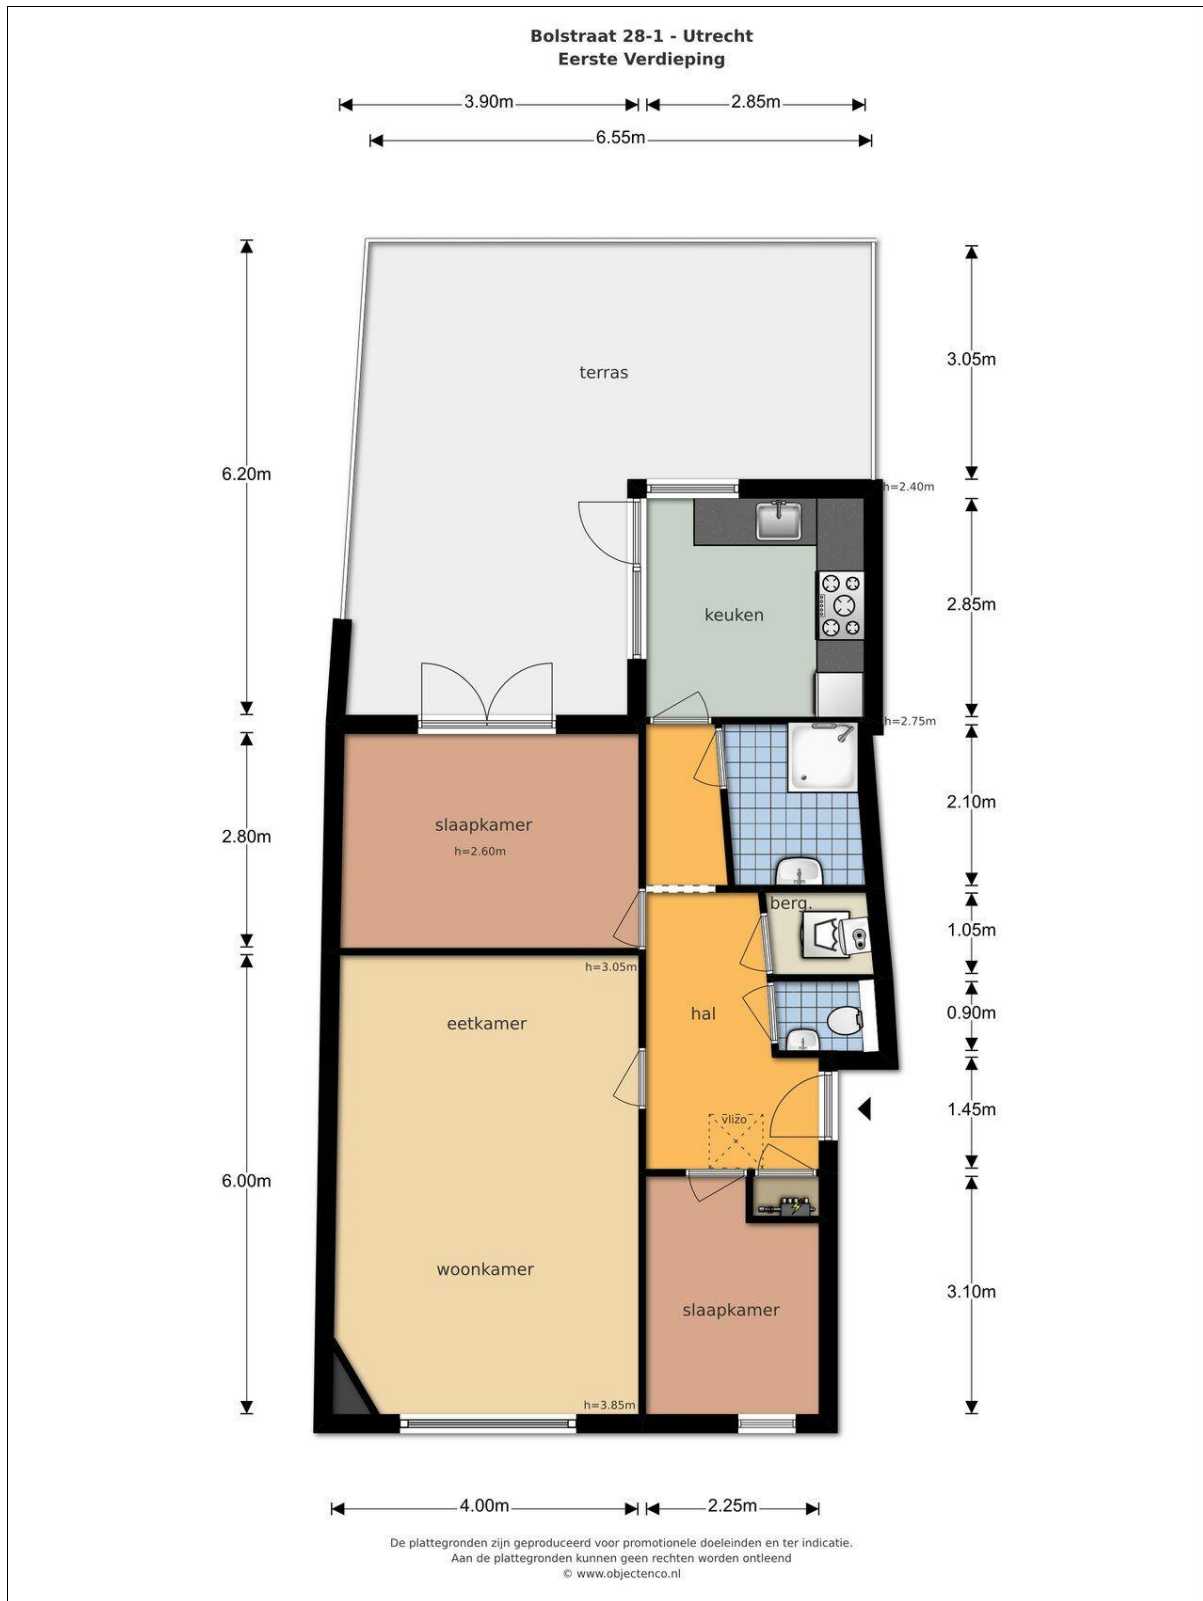 Bolstraat 28-1 - Utrecht
Eerste Verdieping
3.90m
2.85m
6.55m
terras
3.05m
6.20m
h=2.40m
keuken
2.85m
h=2.75m
slaapkamer
h=2.60m
2.80m
2.10m
berg.
1.05m
h=3.05m
eetkamer
hal
0.90m
vlizo
1.45m
6.00m
woonkamer
slaapkamer
3.10m
h=3.85m
4.00m
2.25m
De plattegronden zijn geproduceerd voor promotionele doeleinden en ter indicatie.
Aan de plattegronden kunnen geen rechten worden ontleend
© www.objectenco.nl